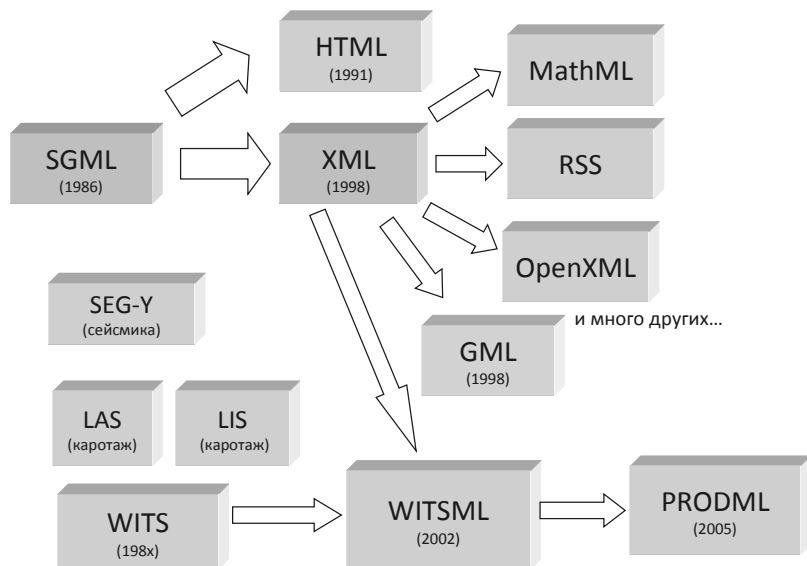 HTML
(1991)
MathML
SGML
(1986)
XML
(1998)
RSS
OpenXML
и много других...
SEG-Y
(сейсмика)
GML
(1998)
LAS
(каротаж)
LIS
(каротаж)
WITS
(198x)
WITSML
(2002)
PRODML
(2005)